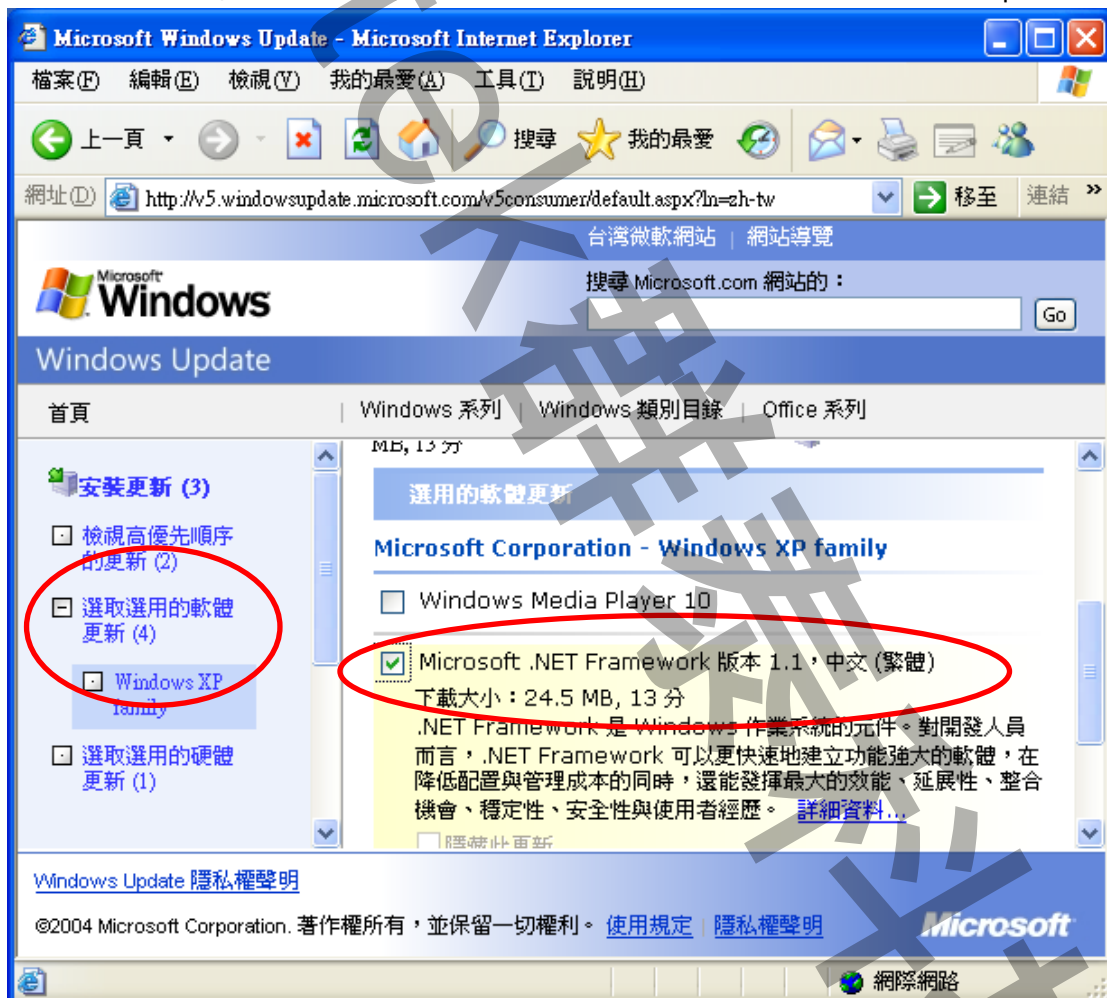 Microsoft Windows Update - Microsoft Internet Explorer
檔案(F) 編輯(E) 檢視(V) 我的最愛(A) 工具(T) 說明(H)
上一頁 搜尋 我的最愛
網址(D) http://v5.windowsupdate.microsoft.com/v5consumer/default.aspx?ln=zh-tw 移至 連結 »
台灣微軟網站 | 網站導覽
Microsoft
Windows
搜尋 Microsoft.com 網站的：
Go
Windows Update
首頁 | Windows 系列 | Windows 類別目錄 | Office 系列
安裝更新 (3)
檢視高優先順序
的更新 (2)
選取選用的軟體
更新 (4)
Windows XP
family
選取選用的硬體
更新 (1)
MB, 13 分
選用的軟體更新
Microsoft Corporation - Windows XP family
Windows Media Player 10
Microsoft .NET Framework 版本 1.1，中文 (繁體)
下載大小：24.5 MB, 13 分
.NET Framework 是 Windows 作業系統的元件。對開發人員
而言，.NET Framework 可以更快速地建立功能強大的軟體，在
降低配置與管理成本的同時，還能發揮最大的效能、延展性、整合
機會、穩定性、安全性與使用者經歷。 詳細資料...
隱藏此更新
Windows Update 隱私權聲明
©2004 Microsoft Corporation. 著作權所有，並保留一切權利。 使用規定 | 隱私權聲明
Microsoft
網際網路